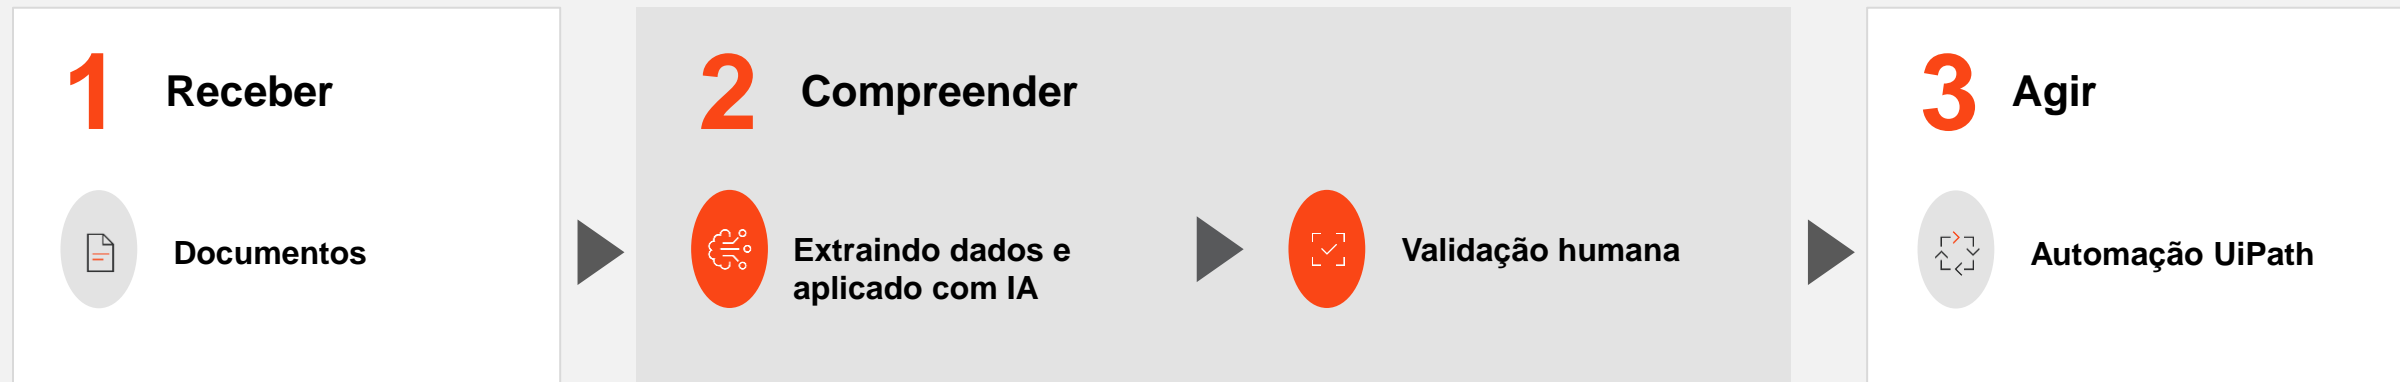 1 Receber
Documentos
2 Compreender
Extraindo dados e
aplicado com IA
Validação humana
3 Agir
Automação UiPath